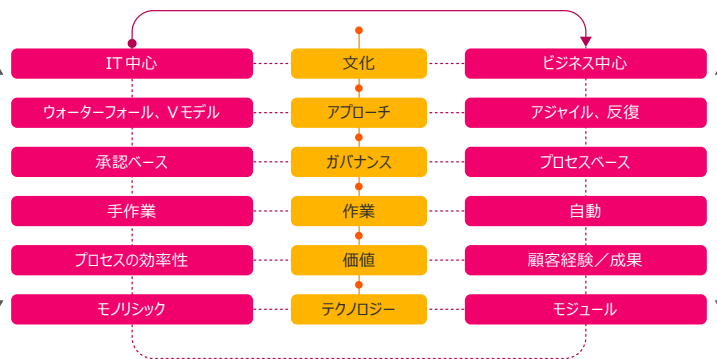 IT中心 文化 ビジネス中心
ウォーターフォール、Vモデル アプローチ アジャイル、反復
承認ベース ガバナンス プロセスベース
手作業 作業 自動
プロセスの効率性 価値 顧客経験／成果
モノリシック テクノロジー モジュール